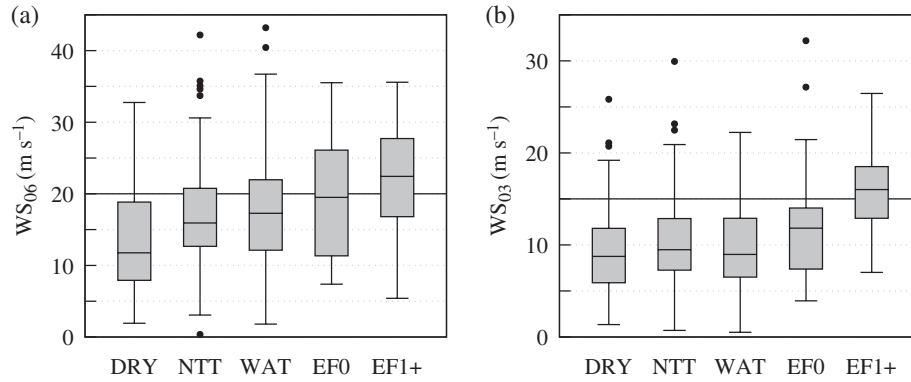 (a)
WS06 (m s−1)
40
30
20
10
0
DRY NTT WAT EF0 EF1+
(b)
WS03 (m s−1)
30
20
10
0
DRY NTT WAT EF0 EF1+